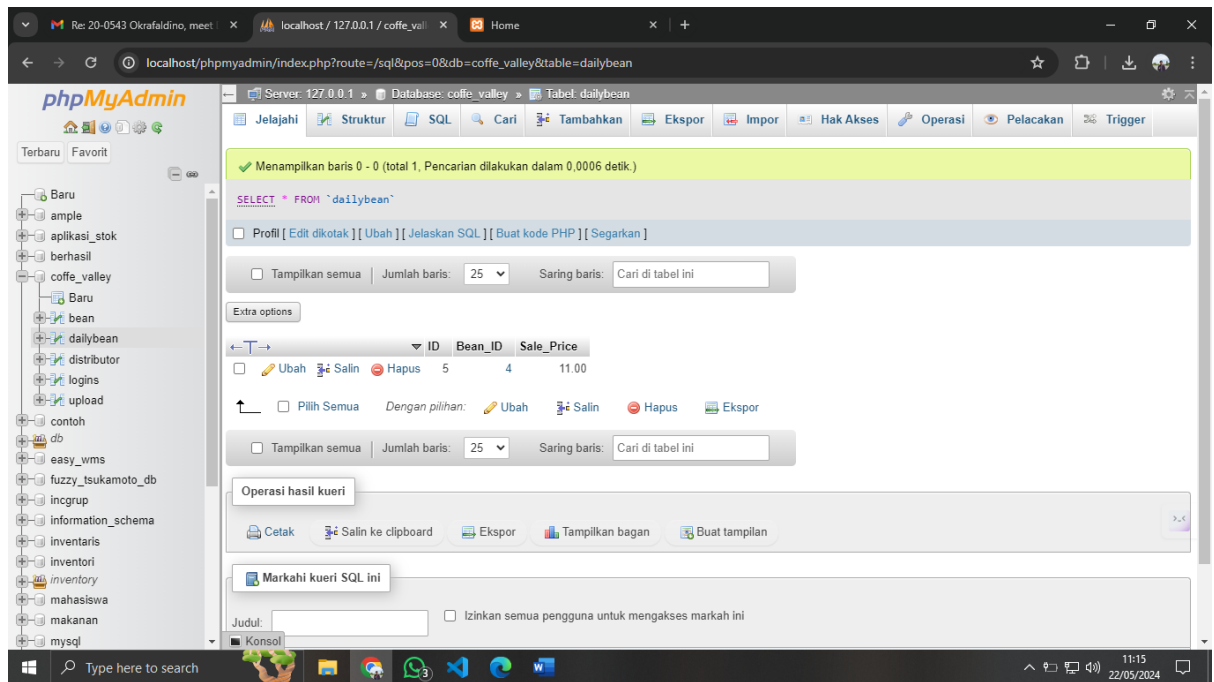 Re: 20-0543 Okrafaldino, meet
localhost / 127.0.0.1 / coffe_vall
Home
localhost/phpmyadmin/index.php?route=/sql&pos=0&db=coffe_valley&table=dailybean
phpMyAdmin
Terbaru Favorit
Baru
ample
aplikasi_stok
berhasil
coffe_valley
Baru
bean
dailybean
distributor
logins
upload
contoh
db
easy_wms
fuzzy_tsukamoto_db
incgrup
information_schema
inventaris
inventori
inventory
mahasiswa
makanan
mysql
Server: 127.0.0.1 » Database: coffe_valley » Tabel: dailybean
Jelajahi Struktur SQL Cari Tambahkan Ekspor Impor Hak Akses Operasi Pelacakan Trigger
Menampilkan baris 0 - 0 (total 1, Pencarian dilakukan dalam 0,0006 detik.)
SELECT * FROM `dailybean`
Profil [ Edit dikotak ] [ Ubah ] [ Jelaskan SQL ] [ Buat kode PHP ] [ Segarkan ]
Tampilkan semua Jumlah baris: 25 Saring baris: Cari di tabel ini
Extra options
ID Bean_ID Sale_Price
Ubah Salin Hapus 5 4 11.00
Pilih Semua Dengan pilihan: Ubah Salin Hapus Ekspor
Tampilkan semua Jumlah baris: 25 Saring baris: Cari di tabel ini
Operasi hasil kueri
Cetak Salin ke clipboard Ekspor Tampilkan bagan Buat tampilan
Markahi kueri SQL ini
Judul: Izinkan semua pengguna untuk mengakses markah ini
Konsol
Type here to search
3
11:15
22/05/2024